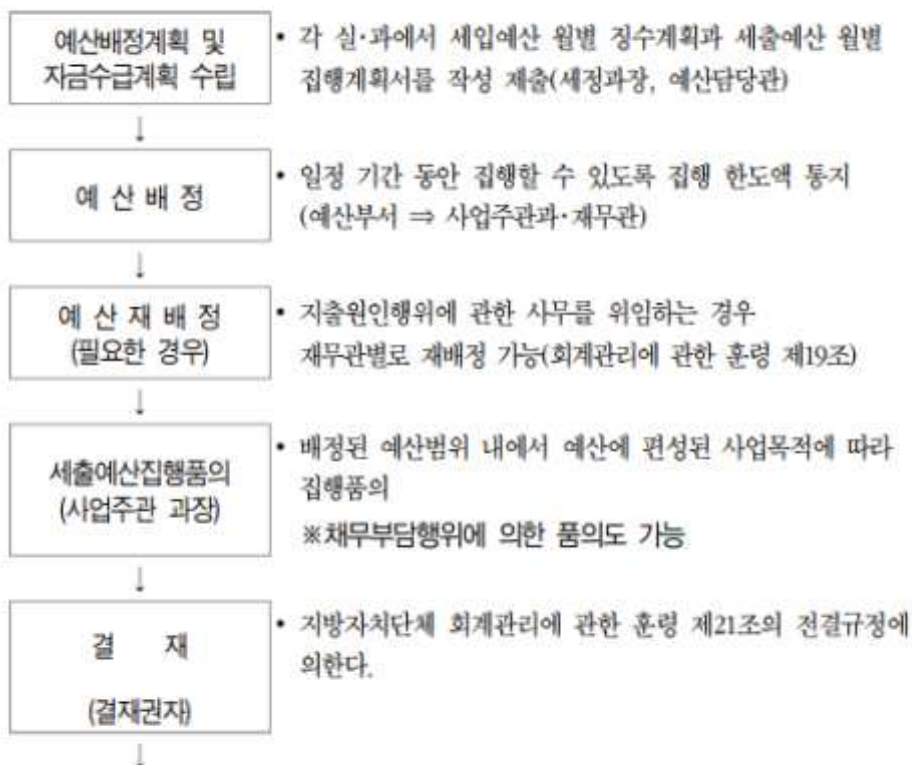 예산배정계획 및
자금수급계획 수립
• 각 실·과에서 세입예산 월별 징수계획과 세출예산 월별
집행계획서를 작성 제출(세정과장, 예산담당관)
↓
예 산 배 정
• 일정 기간 동안 집행할 수 있도록 집행 한도액 통지
(예산부서 ⇒ 사업주관과·재무관)
↓
예 산 재 배 정
(필요한 경우)
• 지출원인행위에 관한 사무를 위임하는 경우
재무관별로 재배정 가능(회계관리에 관한 훈령 제19조)
↓
세출예산집행품의
(사업주관 과장)
• 배정된 예산범위 내에서 예산에 편성된 사업목적에 따라
집행품의
※채무부담행위에 의한 품의도 가능
↓
결 재
(결재권자)
• 지방자치단체 회계관리에 관한 훈령 제21조의 전결규정에
의한다.
↓